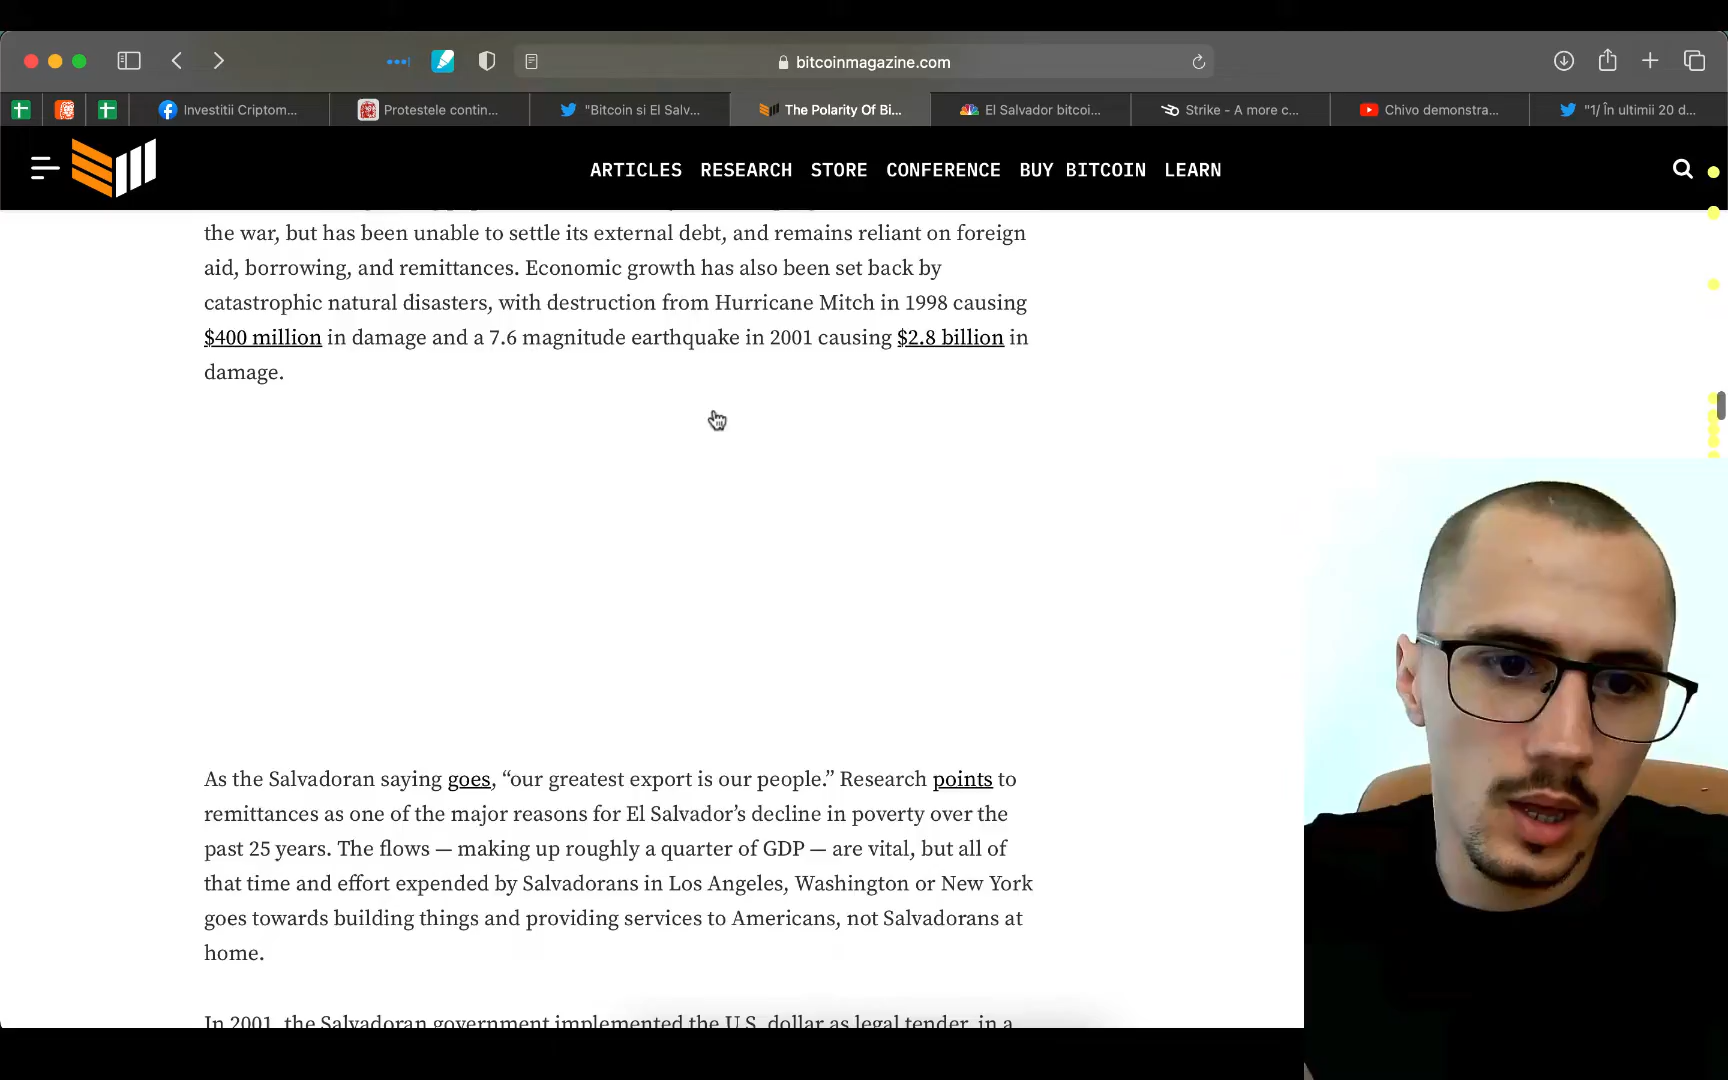 bitcoinmagazine.com
Investitii Criptom...
Protestele contin...
"Bitcoin si El Salv...
The Polarity Of Bi...
El Salvador bitcoi...
Strike - A more c...
Chivo demonstra...
"1/ În ultimii 20 d...
ARTICLES RESEARCH STORE CONFERENCE BUY BITCOIN LEARN
the war, but has been unable to settle its external debt, and remains reliant on foreign
aid, borrowing, and remittances. Economic growth has also been set back by
catastrophic natural disasters, with destruction from Hurricane Mitch in 1998 causing
$400 million in damage and a 7.6 magnitude earthquake in 2001 causing $2.8 billion in
damage.
As the Salvadoran saying goes, “our greatest export is our people.” Research points to
remittances as one of the major reasons for El Salvador’s decline in poverty over the
past 25 years. The flows — making up roughly a quarter of GDP — are vital, but all of
that time and effort expended by Salvadorans in Los Angeles, Washington or New York
goes towards building things and providing services to Americans, not Salvadorans at
home.
In 2001, the Salvadoran government implemented the U.S. dollar as legal tender, in a